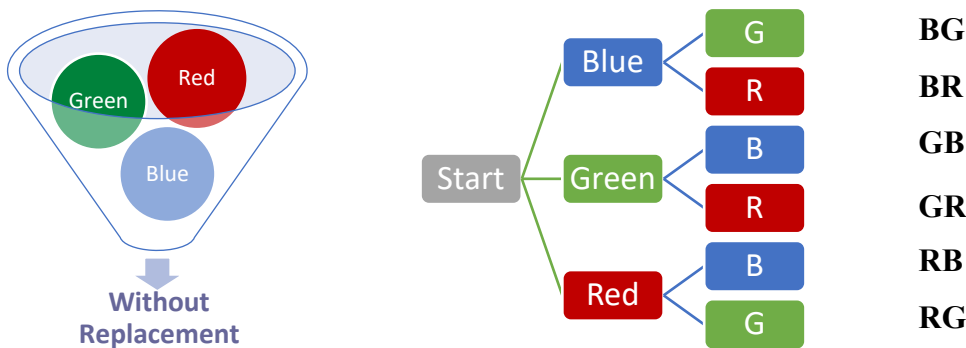 Green
Red
Blue
Without
Replacement
Start
Blue
G
BG
R
BR
Green
B
GB
R
GR
Red
B
RB
G
RG